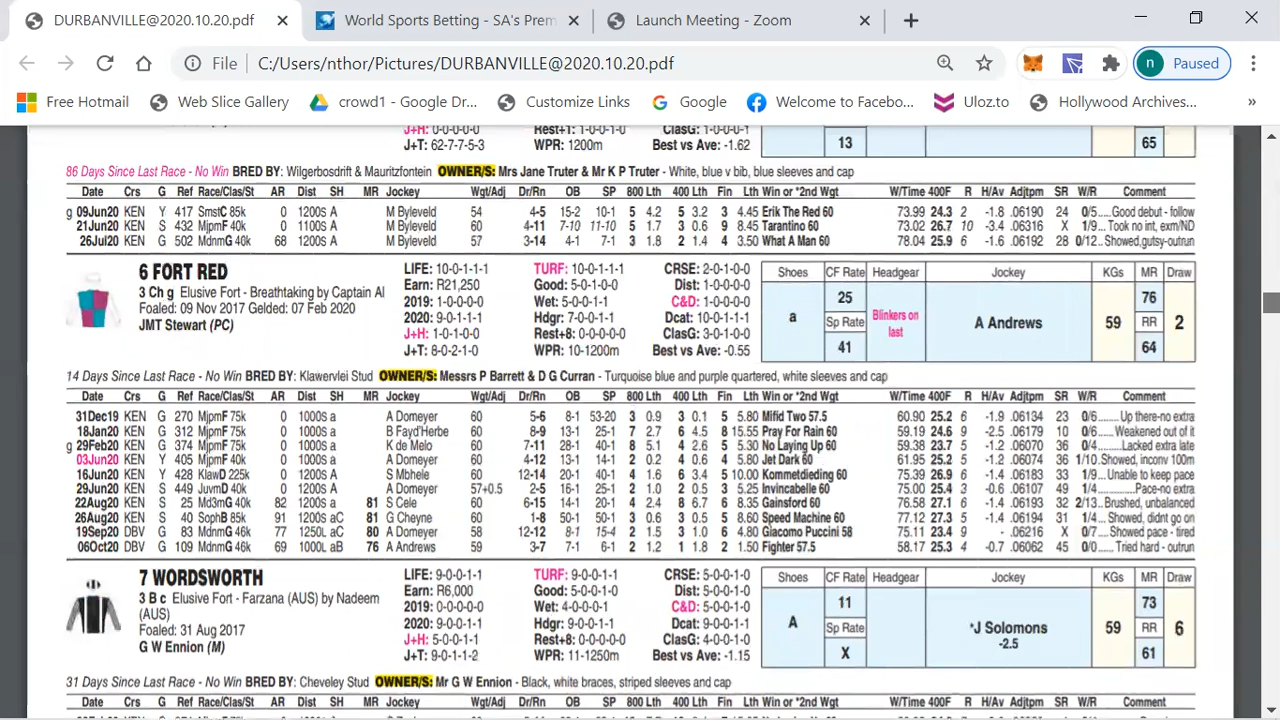 DURBANVILLE@2020.10.20.pdf
World Sports Betting - SA's Prem
Launch Meeting - Zoom
File C:/Users/nthor/Pictures/DURBANVILLE@2020.10.20.pdf
n Paused
Free Hotmail Web Slice Gallery crowd1 - Google Dr... Customize Links Google Welcome to Facee... Uloz.to Hollywood Archives... »
J+H: 0-0-0-0-0 Rest+1: 1-0-0-1-0 ClasG: 1-0-0-0-1
J+T: 62-7-7-5-3 WPR: 1200m Best vs Ave: -1.62 13 65
86 Days Since Last Race - No Win BRED BY: Wilgerbosdrift & Mauritzfontein OWNER/S: Mrs Jane Truter & Mr K P Truter - White, blue v bib, blue sleeves and cap
Date Crs G Ref Race/Clas/St AR Dist SH MR Jockey Wgt/Adj Dr/Rn OB SP 800 Lth 400 Lth Fin Lth Win or *2nd Wgt W/Time 400F R H/Av Adjtpm SR W/R Comment
g 09Jun20 KEN Y 417 SmstC 85k 0 1200s A M Byleveld 54 4-5 15-2 10-1 5 4.2 5 3.2 3 4.45 Erik The Red 60 73.99 24.3 2 -1.8 .06190 24 0/5.....Good debut - follow
21Jun20 KEN S 432 MjpmF 40k 0 1100s A M Byleveld 60 4-11 7-10 11-10 5 1.7 3 0.6 9 8.45 Tarantino 60 73.02 26.7 10 -3.4 .06316 X 1/9... Took no int, exm/ND
26Jul20 KEN G 502 MdnmG 40k 68 1200s A M Byleveld 57 3-14 4-1 7-1 3 1.8 2 1.4 4 3.50 What A Man 60 78.04 25.9 6 -1.6 .06192 28 0/12..Showed,gutsy-outrun
6 FORT RED
3 Ch g Elusive Fort - Breathtaking by Captain Al
Foaled: 09 Nov 2017 Gelded: 07 Feb 2020
JMT Stewart (PC)
LIFE: 10-0-1-1-1 TURF: 10-0-1-1-1 CRSE: 2-0-1-0-0
Earn: R21,250 Good: 5-0-1-0-0 Dist: 1-0-0-0-0
2019: 1-0-0-0-0 Wet: 5-0-0-1-1 C&D: 1-0-0-0-0
2020: 9-0-1-1-1 Hdgr: 7-0-0-1-1 Dcat: 10-0-1-1-1
J+H: 1-0-1-0-0 Rest+8: 0-0-0-0-0 ClasG: 3-0-1-0-0
J+T: 8-0-2-1-0 WPR: 10-1200m Best vs Ave: -0.55
Shoes CF Rate Headgear Jockey KGs MR Draw
a 25 Blinkers on last A Andrews 59 76 2
Sp Rate RR
41 64
14 Days Since Last Race - No Win BRED BY: Klawervlei Stud OWNER/S: Messrs P Barrett & D G Curran - Turquoise blue and purple quartered, white sleeves and cap
Date Crs G Ref Race/Clas/St AR Dist SH MR Jockey Wgt/Adj Dr/Rn OB SP 800 Lth 400 Lth Fin Lth Win or *2nd Wgt W/Time 400F R H/Av Adjtpm SR W/R Comment
31Dec19 KEN G 270 MjpmF 75k 0 1000s a A Domeyer 60 5-6 8-1 53-20 3 0.9 3 0.1 5 5.80 Mifid Two 57.5 60.90 25.2 6 -1.9 .06134 23 0/6..... Up there-no extra
18Jan20 KEN G 346 MjpmF 75k 0 1000s a B Fayd'Herbe 60 8-9 13-1 25-1 7 2.7 6 4.5 8 15.55 Pray For Rain 60 59.19 24.6 9 -2.5 .06179 10 0/6..... Weakened out of it
g 29Feb20 KEN G 374 MjpmF 75k 0 1000s a K de Melo 60 7-11 28-1 40-1 8 5.1 4 2.6 5 5.30 No Laying Up 60 59.38 23.7 5 -1.2 .06070 36 0/4..... Lacked extra late
03Jun20 KEN Y 405 MjpmF 40k 0 1000s a A Domeyer 60 4-12 13-1 14-1 2 0.2 4 0.6 4 5.80 Jet Dark 60 61.95 25.2 5 -1.2 .06074 36 1/10.Showed, inconv 100m
16Jun20 KEN Y 428 KlawD 225k 0 1200s A S Mbhele 60 12-14 20-1 40-1 4 1.6 6 3.4 5 10.00 Kommetdieding 60 75.39 26.9 6 -1.4 .06183 33 1/9.....Unable to keep pace
29Jun20 KEN S 449 JuvmD 40k 0 1200s A A Domeyer 57+0.5 2-5 16-1 25-1 2 1.0 2 0.5 3 5.25 Invincabelle 60 75.00 25.4 3 -0.6 .06107 49 1/4.......... Pace-no extra
22Aug20 KEN S 25 Md3mG 40k 82 1200s a 81 S Cele 60 6-15 14-1 20-1 4 2.4 8 6.7 6 8.35 Gainsford 60 76.58 27.1 6 -1.5 .06194 32 2/13..Brushed, unbalanced
26Aug20 KEN S 40 SophB 85k 91 1200s aC 81 G Cheyne 60 1-8 50-1 50-1 3 0.6 3 0.5 5 8.60 Speed Machine 60 77.12 27.3 5 -1.4 .06194 31 1/4.... Showed, didnt go on
19Sep20 DBV G 83 MdnmG 46k 77 1250L aC 80 A Domeyer 58 12-12 8-1 15-4 2 1.5 3 1.0 6 4.80 Giacomo Puccini 58 75.11 23.4 9 - .06216 X 0/7....Showed pace - tired
06Oct20 DBV G 109 MdnmG 46k 69 1000L aB 76 A Andrews 59 3-7 7-1 6-1 2 1.2 1 1.8 2 1.50 Fighter 57.5 58.17 25.3 4 -0.7 .06062 45 0/0...... Tried hard - outrun
7 WORDSWORTH
3 B c Elusive Fort - Farzana (AUS) by Nadeem
(AUS)
Foaled: 31 Aug 2017
G W Ennion (M)
LIFE: 9-0-0-1-1 TURF: 9-0-0-1-1 CRSE: 5-0-0-1-0
Earn: R6,000 Good: 5-0-0-1-0 Dist: 5-0-0-1-0
2019: 0-0-0-0-0 Wet: 4-0-0-0-1 C&D: 5-0-0-1-0
2020: 9-0-0-1-1 Hdgr: 9-0-0-1-1 Dcat: 9-0-0-1-1
J+H: 5-0-0-1-1 Rest+8: 0-0-0-0-0 ClasG: 4-0-0-1-0
J+T: 9-0-1-1-2 WPR: 11-1250m Best vs Ave: -1.15
Shoes CF Rate Headgear Jockey KGs MR Draw
A 11 *J Solomons 59 73 6
Sp Rate -2.5 RR
X 61
31 Days Since Last Race - No Win BRED BY: Cheveley Stud OWNER/S: Mr G W Ennion - Black, white braces, striped sleeves and cap
Date Crs G Ref Race/Clas/St AR Dist SH MR Jockey Wgt/Adj Dr/Rn OB SP 800 Lth 400 Lth Fin Lth Win or *2nd Wgt W/Time 400F R H/Av Adjtpm SR W/R Comment